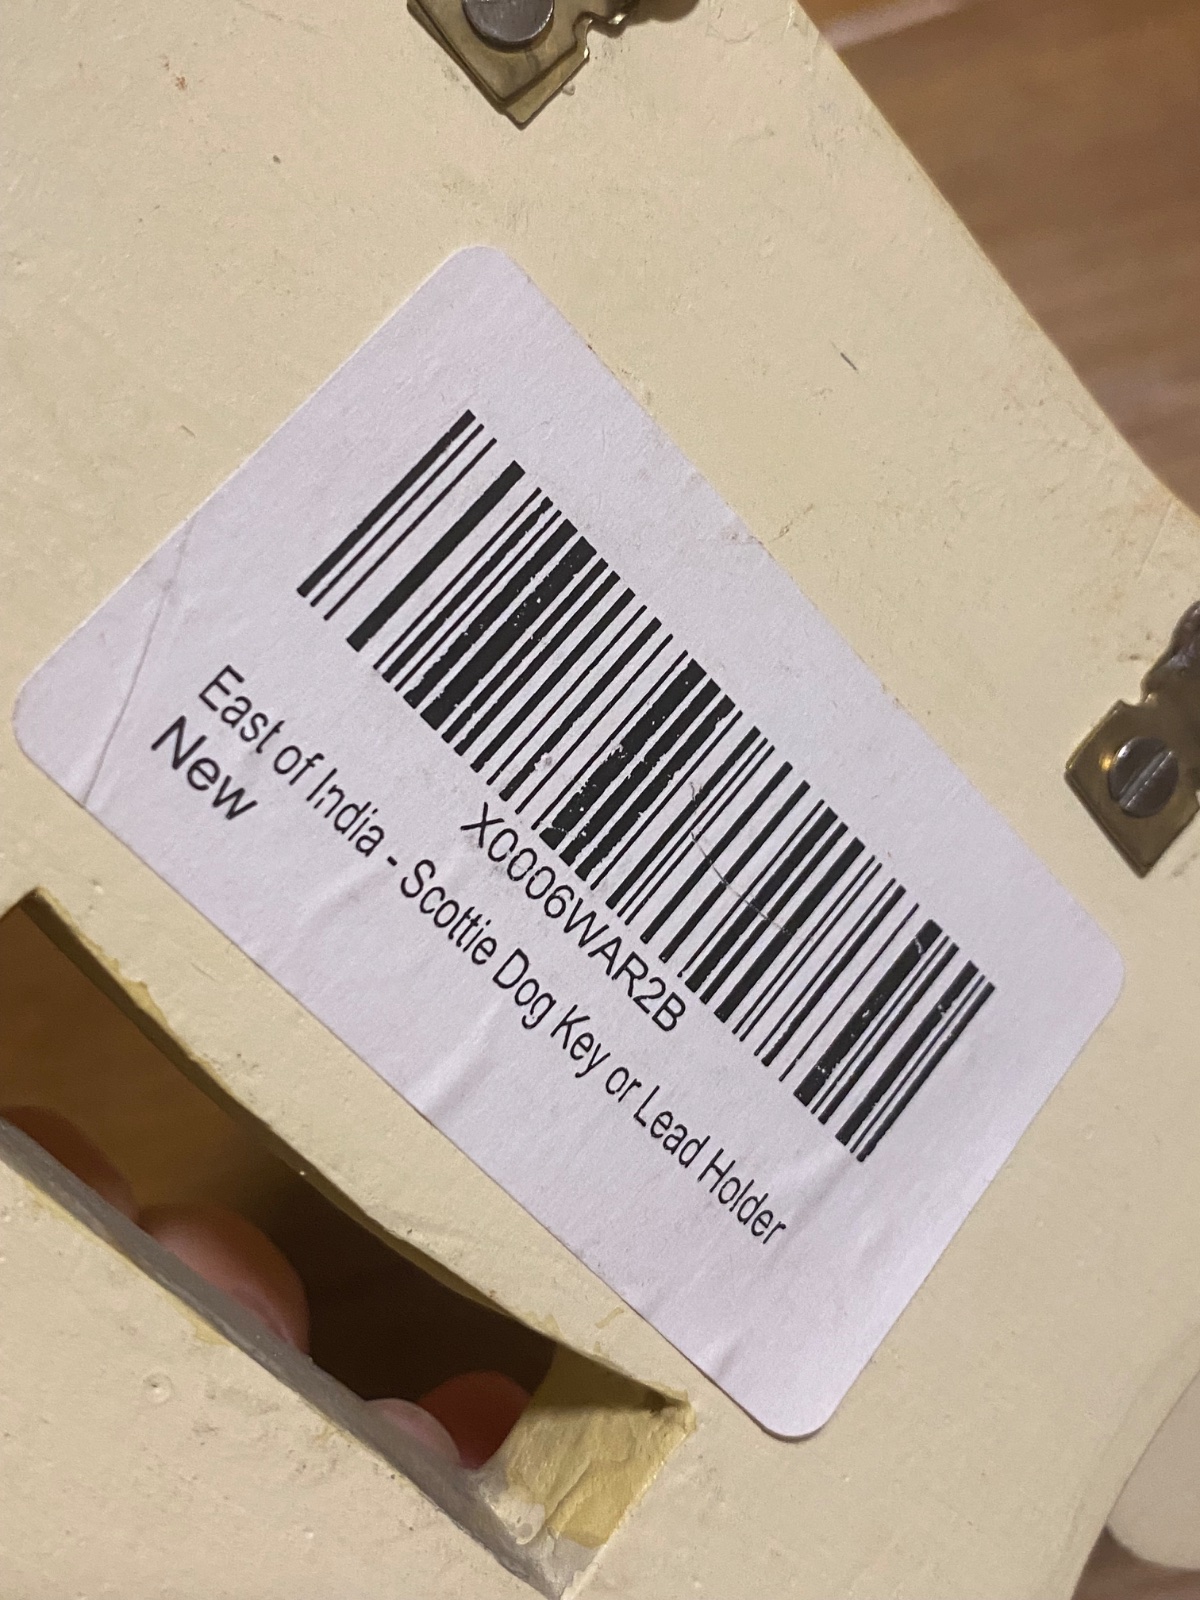 X0006WAR2B
East of India - Scottie Dog Key or Lead Holder
New